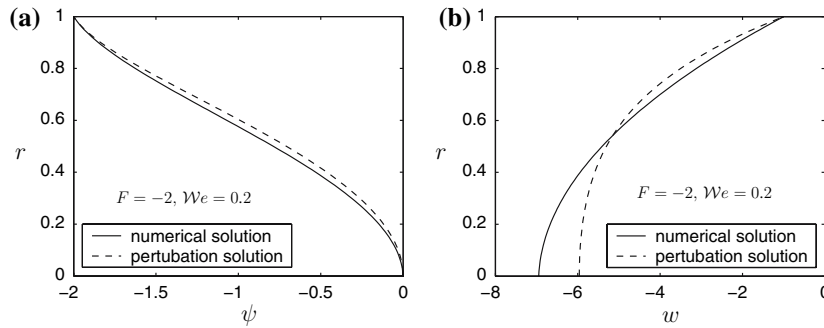 (a)
1
0.8
0.6
r
0.4
0.2
0
F = −2, We = 0.2
numerical solution
pertubation solution
−2
−1.5
−1
−0.5
0
ψ
(b)
1
0.8
0.6
r
0.4
0.2
0
F = −2, We = 0.2
numerical solution
pertubation solution
−8
−6
−4
−2
0
w